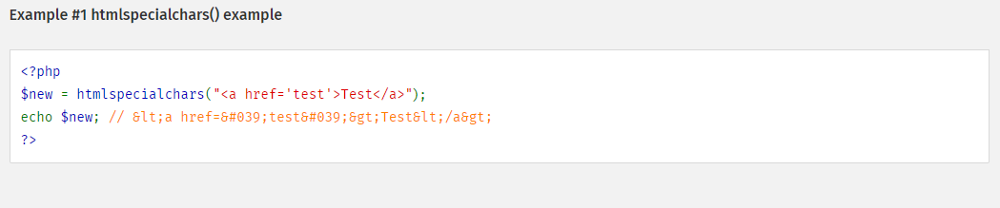 Example #1 htmlspecialchars() example
<?php
$new = htmlspecialchars("<a href='test'>Test</a>");
echo $new; // &lt;a href=&#039;test&#039;&gt;Test&lt;/a&gt;
?>